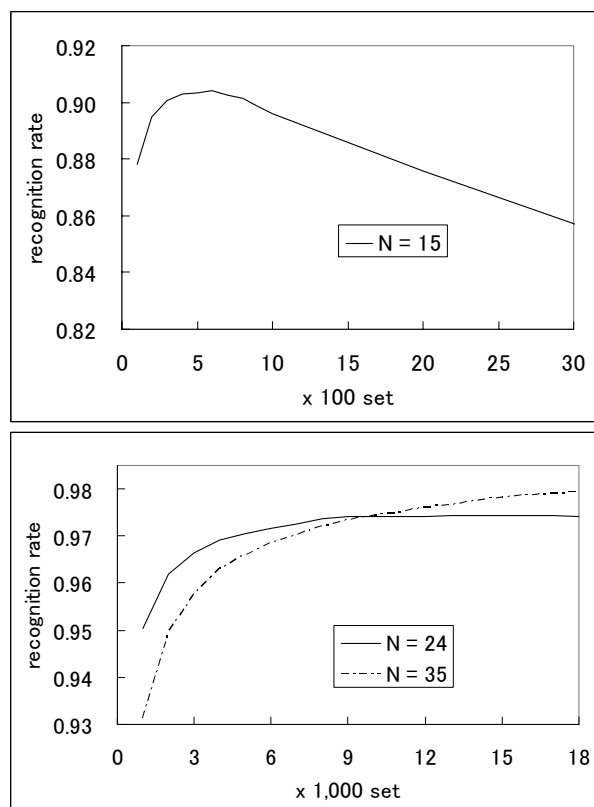 0.92
0.90
0.88
0.86
0.84
0.82
recognition rate
N = 15
0 5 10 15 20 25 30
x 100 set
0.98
0.97
0.96
0.95
0.94
0.93
recognition rate
N = 24
N = 35
0 3 6 9 12 15 18
x 1,000 set